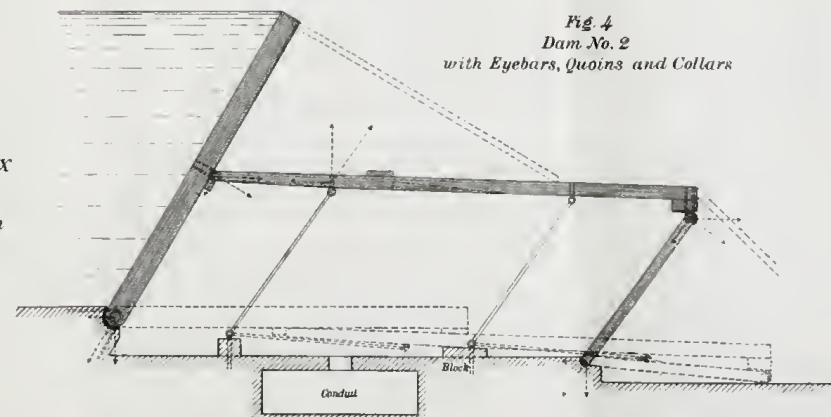 Fig. 4
Dam No. 2
with Eyebars, Quoins and Collars
X
n
Block
Conduit